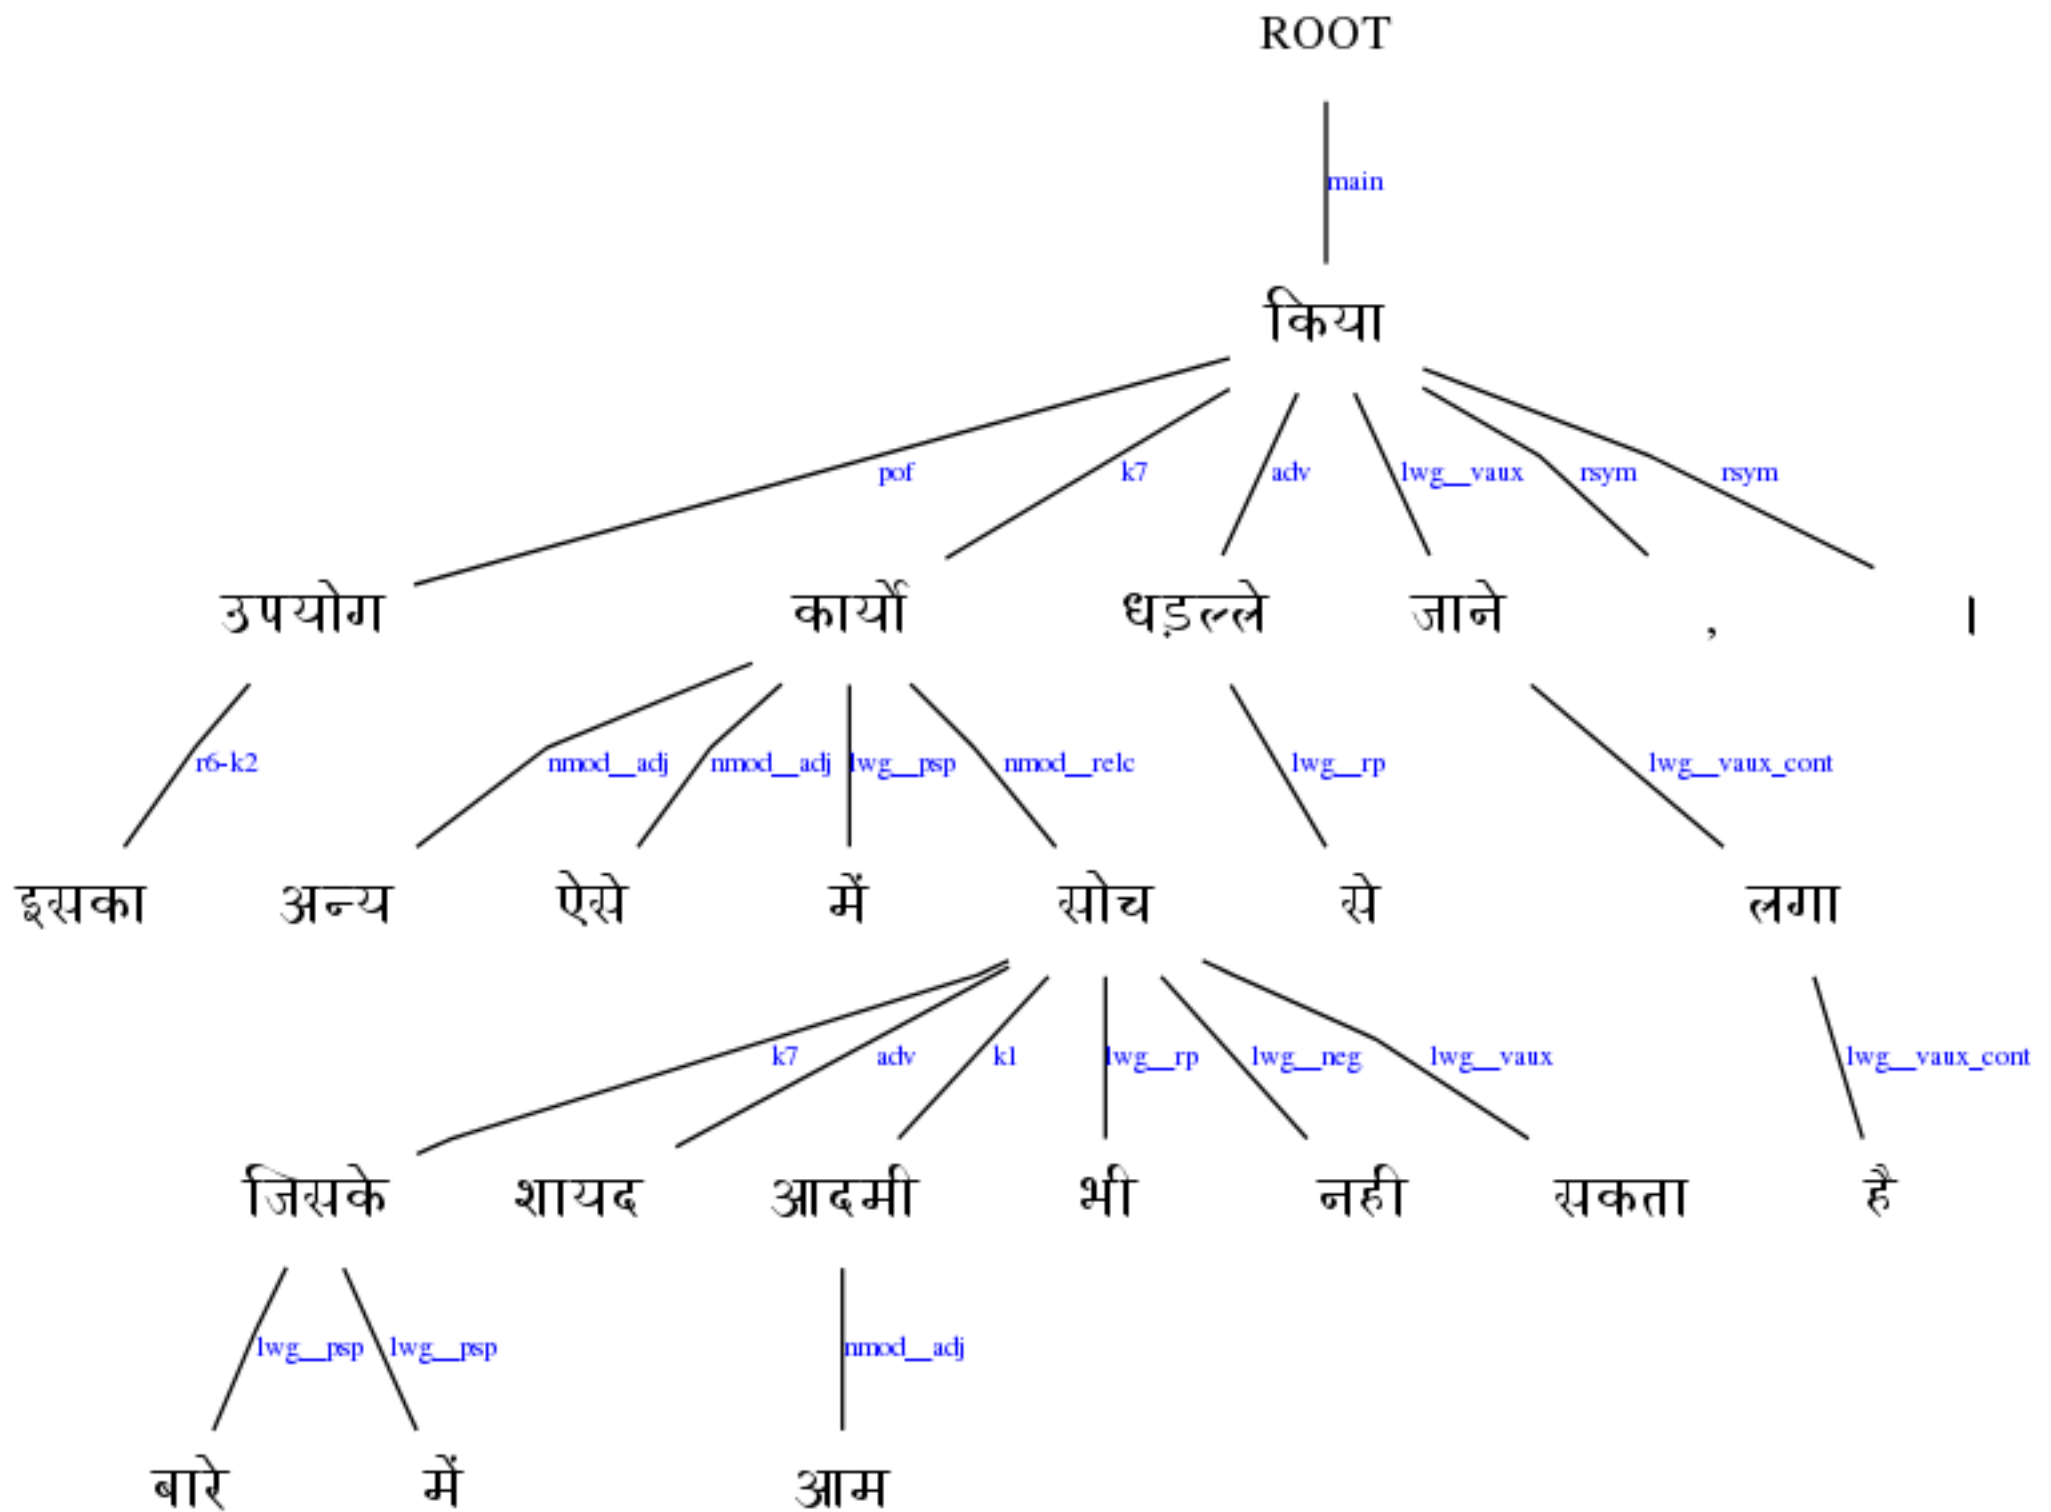 ROOT
main
किया
pof k7 adv lwg__vaux rsym rsym
उपयोग कार्यों धड़ल्ले जाने , ।
r6-k2 nmod__adj nmod__adj lwg__psp nmod__relc lwg__rp lwg__vaux_cont
इसका अन्य ऐसे में सोच से लगा
k7 adv k1 lwg__rp lwg__neg lwg__vaux lwg__vaux_cont
जिसके शायद आदमी भी नही सकता है
lwg__psp lwg__psp nmod__adj
बारे में आम